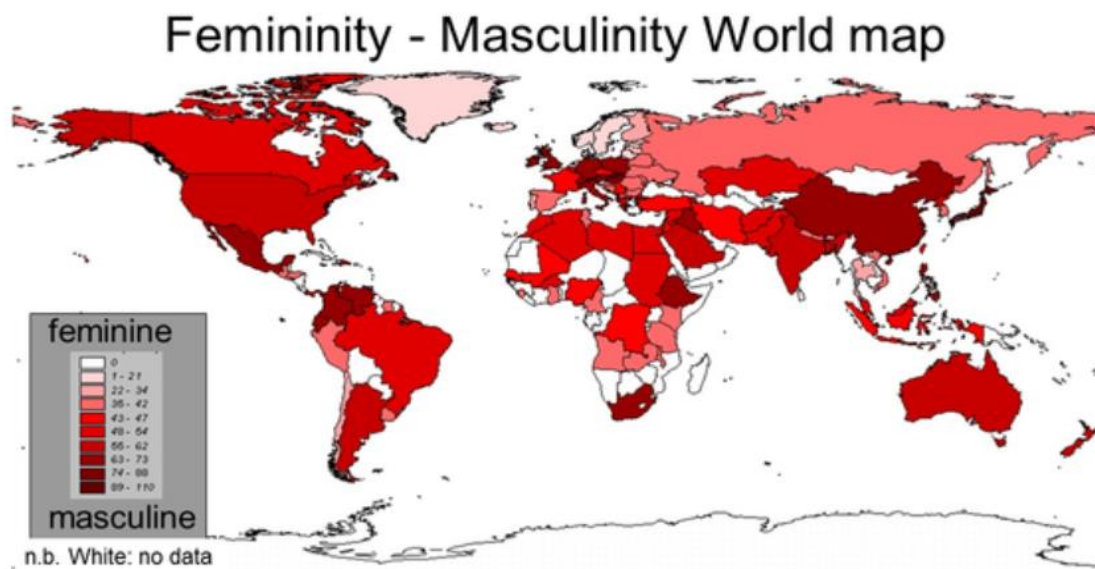 Femininity - Masculinity World map
feminine
0
1 - 21
22 - 34
35 - 42
43 - 47
48 - 54
55 - 62
63 - 73
74 - 88
89 - 110
masculine
n.b. White: no data